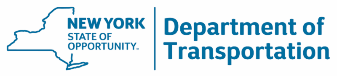 NEW YORK
STATE OF
OPPORTUNITY.
Department of
Transportation